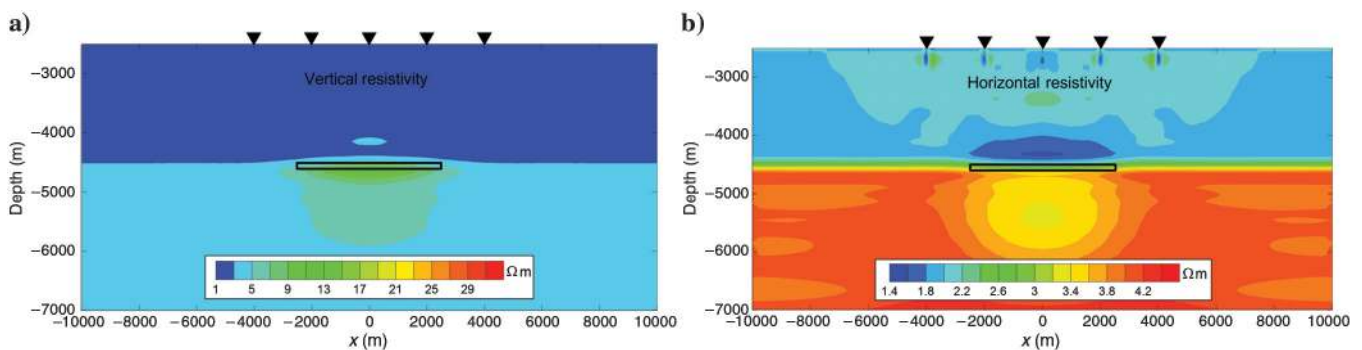 a)
Vertical resistivity
Depth (m)
−3000
−4000
−5000
−6000
−7000
Ωm
1 5 9 13 17 21 25 29
−10000 −8000 −6000 −4000 −2000 0 2000 4000 6000 8000 10000
x (m)
b)
Horizontal resistivity
Depth (m)
−3000
−4000
−5000
−6000
−7000
Ωm
1.4 1.8 2.2 2.6 3 3.4 3.8 4.2
−10000 −8000 −6000 −4000 −2000 0 2000 4000 6000 8000 10000
x (m)